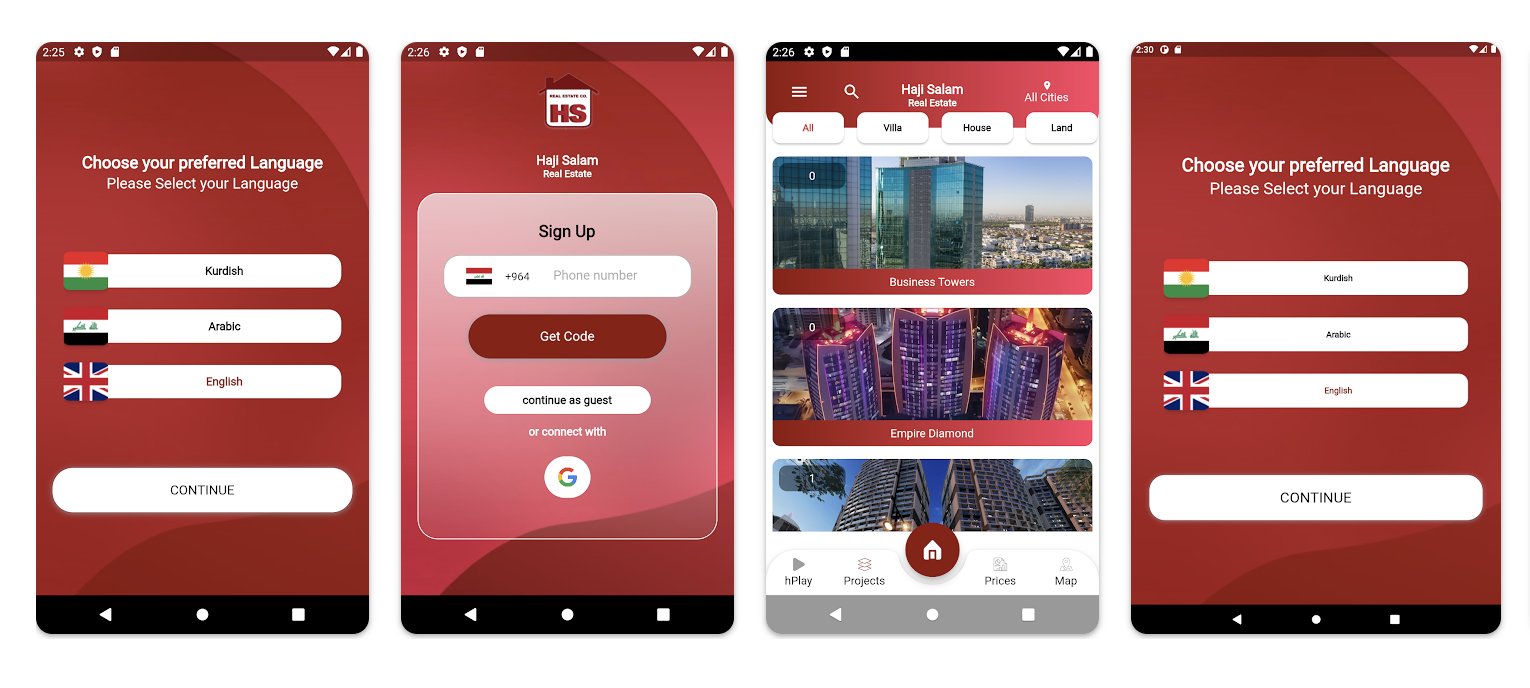 2:25
Choose your preferred Language
Please Select your Language
Kurdish
Arabic
English
CONTINUE
2:26
REAL ESTATE CO.
HS
Haji Salam
Real Estate
Sign Up
+964 Phone number
Get Code
continue as guest
or connect with
G
2:26
Haji Salam
Real Estate
All Cities
All Villa House Land
0
Business Towers
0
Empire Diamond
1
hPlay Projects Prices Map
2:30
Choose your preferred Language
Please Select your Language
Kurdish
Arabic
English
CONTINUE